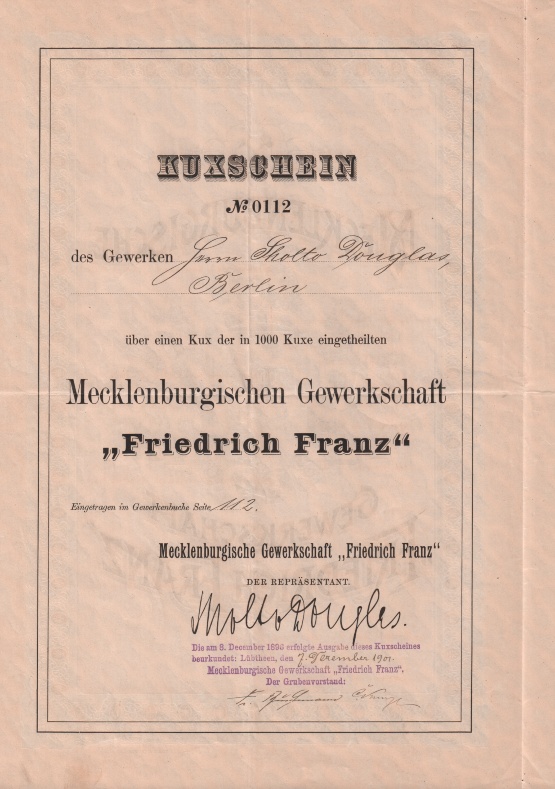 KUXSCHEIN
№ 0112
des Gewerken Herrn Sholto Douglas,
Berlin
über einen Kux der in 1000 Kuxe eingetheilten
Mecklenburgischen Gewerkschaft
„Friedrich Franz“
Eingetragen im Gewerkenbuche Seite 112.
Mecklenburgische Gewerkschaft „Friedrich Franz“
DER REPRÄSENTANT.
Sholto Douglas.
Die am 8. December 1893 erfolgte Ausgabe dieses Kuxscheines
beurkundet: Lübtheen, den 7. Dezember 1901.
Mecklenburgische Gewerkschaft „Friedrich Franz“.
Der Grubenvorstand: